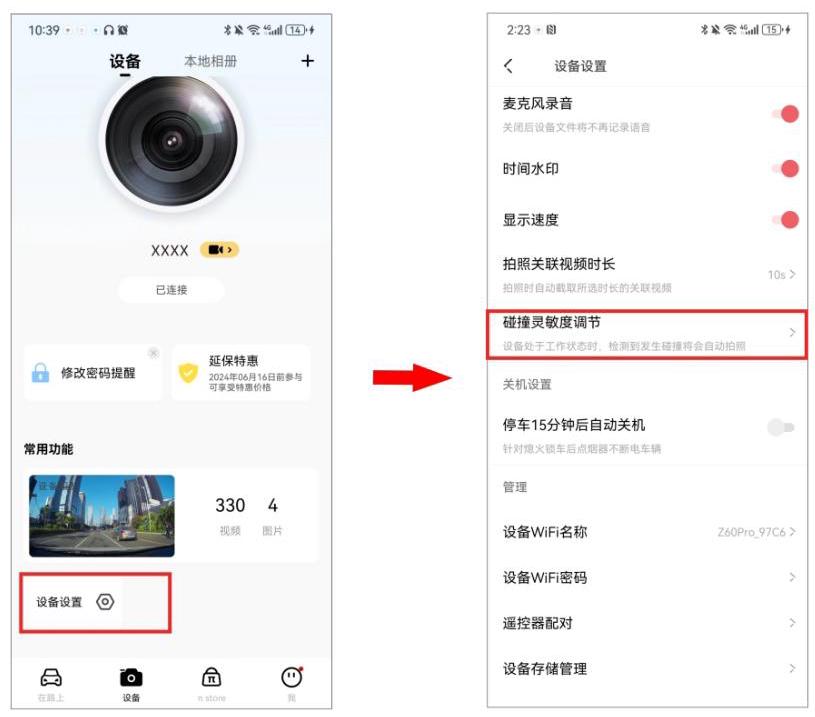 10:39
4G
14
设备
本地相册
XXXX
已连接
修改密码提醒
延保特惠
2024年06月16日前参与
可享受特惠价格
常用功能
330
4
视频
图片
设备设置
在路上
设备
n store
我
2:23
4G
15
设备设置
麦克风录音
关闭后设备文件将不再记录语音
时间水印
显示速度
拍照关联视频时长
10s
拍照时自动截取所选时长的关联视频
碰撞灵敏度调节
设备处于工作状态时，检测到发生碰撞将会自动拍照
关机设置
停车15分钟后自动关机
针对熄火锁车后点烟器不断电车辆
管理
设备WiFi名称
Z60Pro_97C6
设备WiFi密码
遥控器配对
设备存储管理